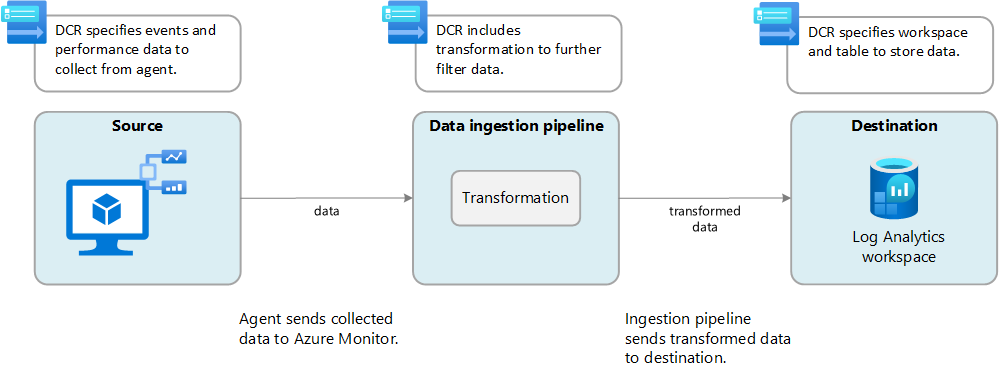 DCR specifies events and
performance data to
collect from agent.
DCR includes
transformation to further
filter data.
DCR specifies workspace
and table to store data.
Source
Data ingestion pipeline
Destination
Transformation
data
transformed
data
Log Analytics
workspace
Agent sends collected
data to Azure Monitor.
Ingestion pipeline
sends transformed data
to destination.